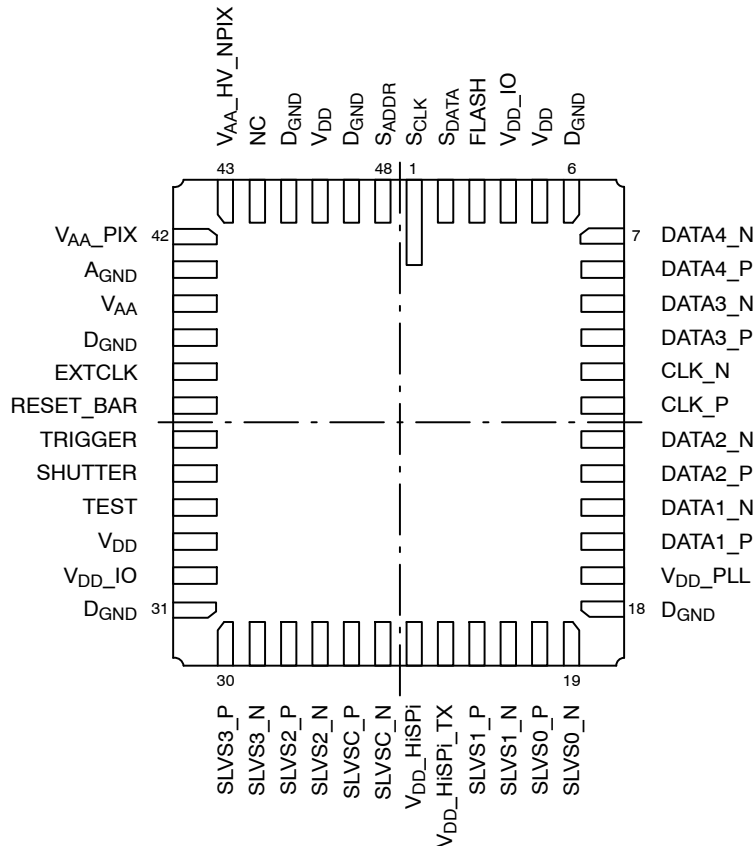 V_AA_HV_NPIX
NC
D_GND
V_DD
D_GND
S_ADDR
S_CLK
S_DATA
FLASH
V_DD_IO
V_DD
D_GND
43
48
1
6
V_AA_PIX
42
7
DATA4_N
A_GND
DATA4_P
V_AA
DATA3_N
D_GND
DATA3_P
EXTCLK
CLK_N
RESET_BAR
CLK_P
TRIGGER
DATA2_N
SHUTTER
DATA2_P
TEST
DATA1_N
V_DD
DATA1_P
V_DD_IO
V_DD_PLL
D_GND
31
18
D_GND
30
19
SLVS3_P
SLVS3_N
SLVS2_P
SLVS2_N
SLVSC_P
SLVSC_N
V_DD_HiSPi
V_DD_HiSPi_TX
SLVS1_P
SLVS1_N
SLVS0_P
SLVS0_N